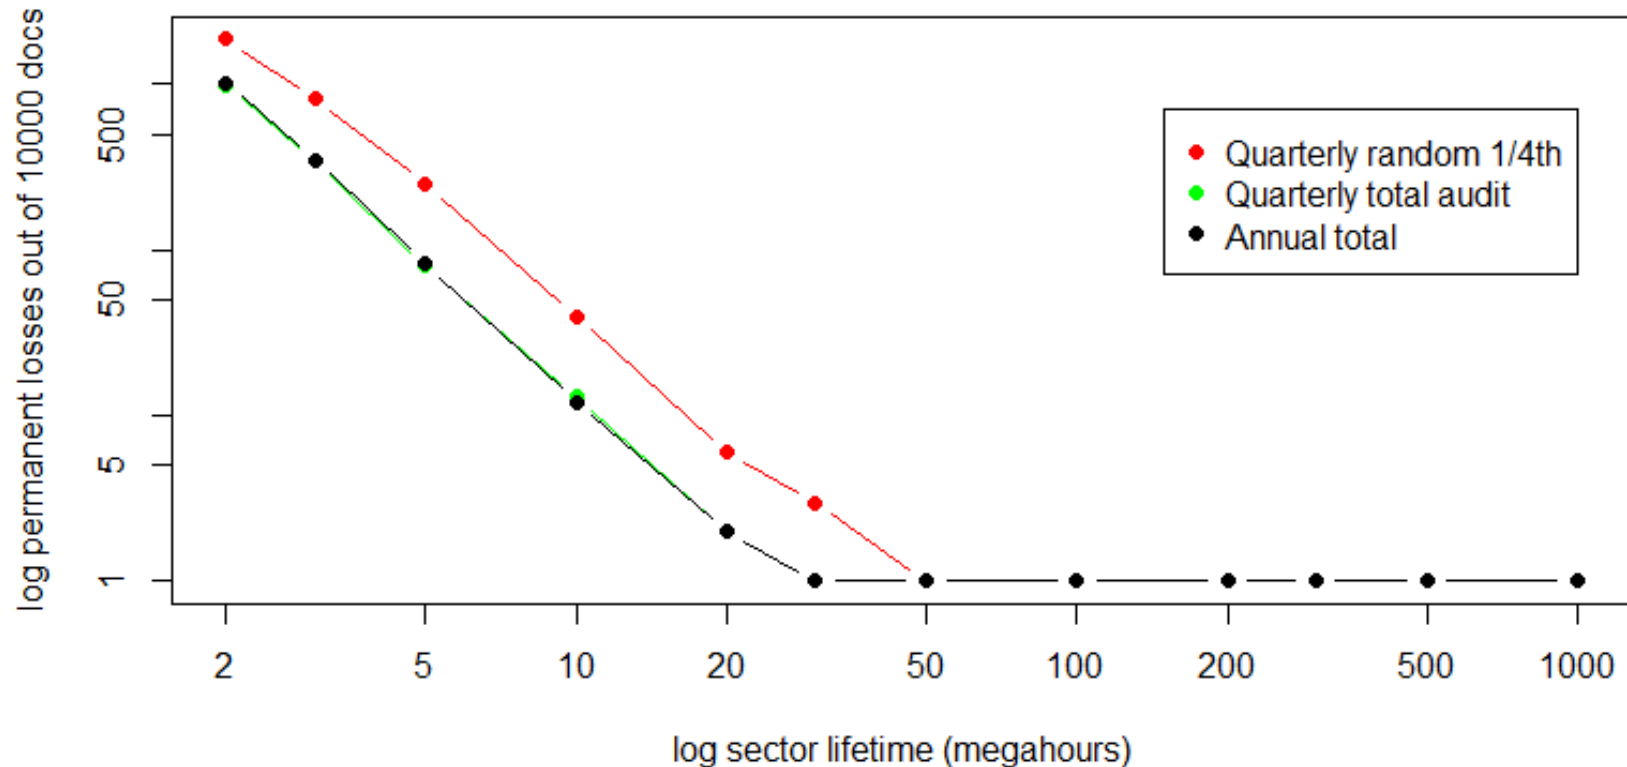 log permanent losses out of 10000 docs
500
50
5
1
Quarterly random 1/4th
Quarterly total audit
Annual total
2 5 10 20 50 100 200 500 1000
log sector lifetime (megahours)